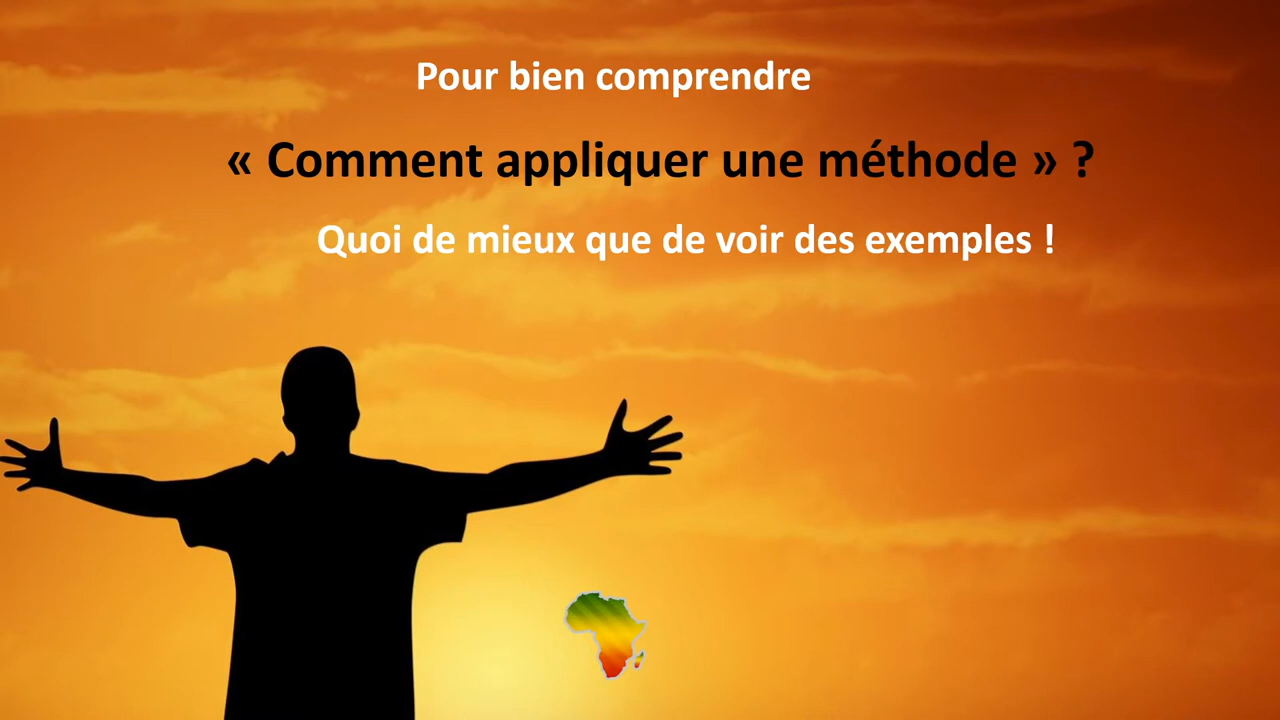 Pour bien comprendre
« Comment appliquer une méthode » ?
Quoi de mieux que de voir des exemples !